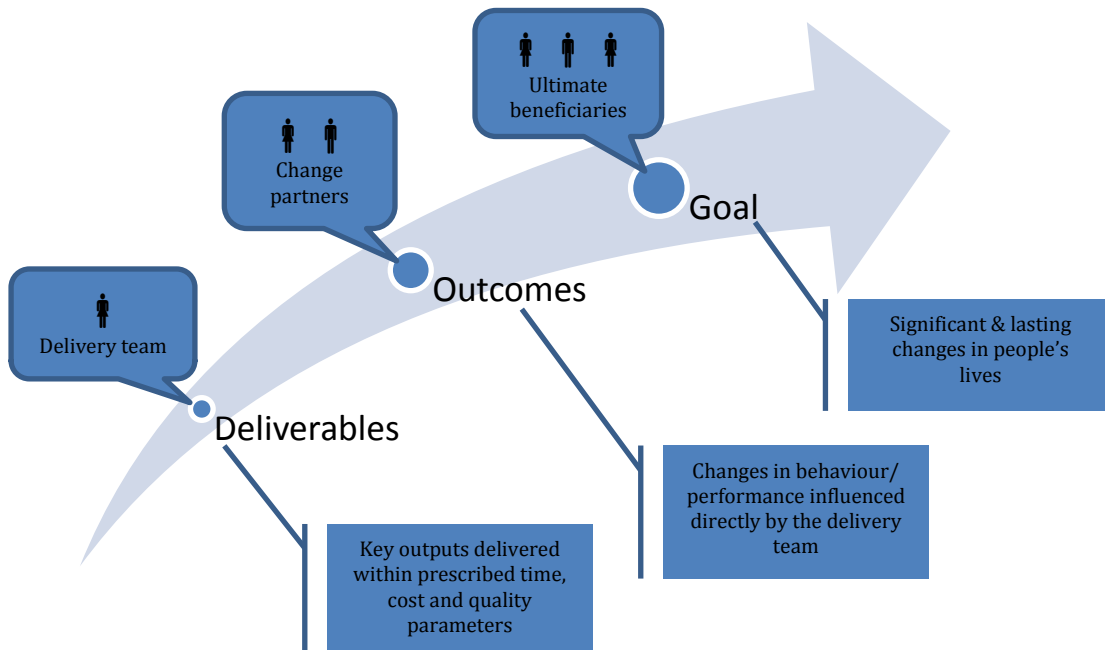 Ultimate
beneficiaries
Change
partners
Goal
Outcomes
Delivery team
Significant & lasting
changes in people’s
lives
Deliverables
Changes in behaviour/
performance influenced
directly by the delivery
team
Key outputs delivered
within prescribed time,
cost and quality
parameters